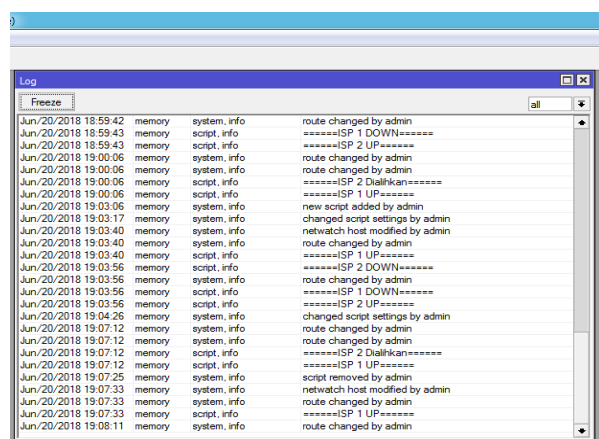 e)
Log
Freeze all
Jun/20/2018 18:59:42 memory system, info route changed by admin
Jun/20/2018 18:59:43 memory script, info ======ISP 1 DOWN======
Jun/20/2018 18:59:43 memory script, info ======ISP 2 UP======
Jun/20/2018 19:00:06 memory system, info route changed by admin
Jun/20/2018 19:00:06 memory system, info route changed by admin
Jun/20/2018 19:00:06 memory script, info ======ISP 2 Dialihkan======
Jun/20/2018 19:00:06 memory script, info ======ISP 1 UP======
Jun/20/2018 19:03:06 memory system, info new script added by admin
Jun/20/2018 19:03:17 memory system, info changed script settings by admin
Jun/20/2018 19:03:40 memory system, info netwatch host modified by admin
Jun/20/2018 19:03:40 memory system, info route changed by admin
Jun/20/2018 19:03:40 memory script, info ======ISP 1 UP======
Jun/20/2018 19:03:56 memory script, info ======ISP 2 DOWN======
Jun/20/2018 19:03:56 memory system, info route changed by admin
Jun/20/2018 19:03:56 memory script, info ======ISP 1 DOWN======
Jun/20/2018 19:03:56 memory script, info ======ISP 2 UP======
Jun/20/2018 19:04:26 memory system, info changed script settings by admin
Jun/20/2018 19:07:12 memory system, info route changed by admin
Jun/20/2018 19:07:12 memory system, info route changed by admin
Jun/20/2018 19:07:12 memory script, info ======ISP 2 Dialihkan======
Jun/20/2018 19:07:12 memory script, info ======ISP 1 UP======
Jun/20/2018 19:07:25 memory system, info script removed by admin
Jun/20/2018 19:07:33 memory system, info netwatch host modified by admin
Jun/20/2018 19:07:33 memory system, info route changed by admin
Jun/20/2018 19:07:33 memory script, info ======ISP 1 UP======
Jun/20/2018 19:08:11 memory system, info route changed by admin